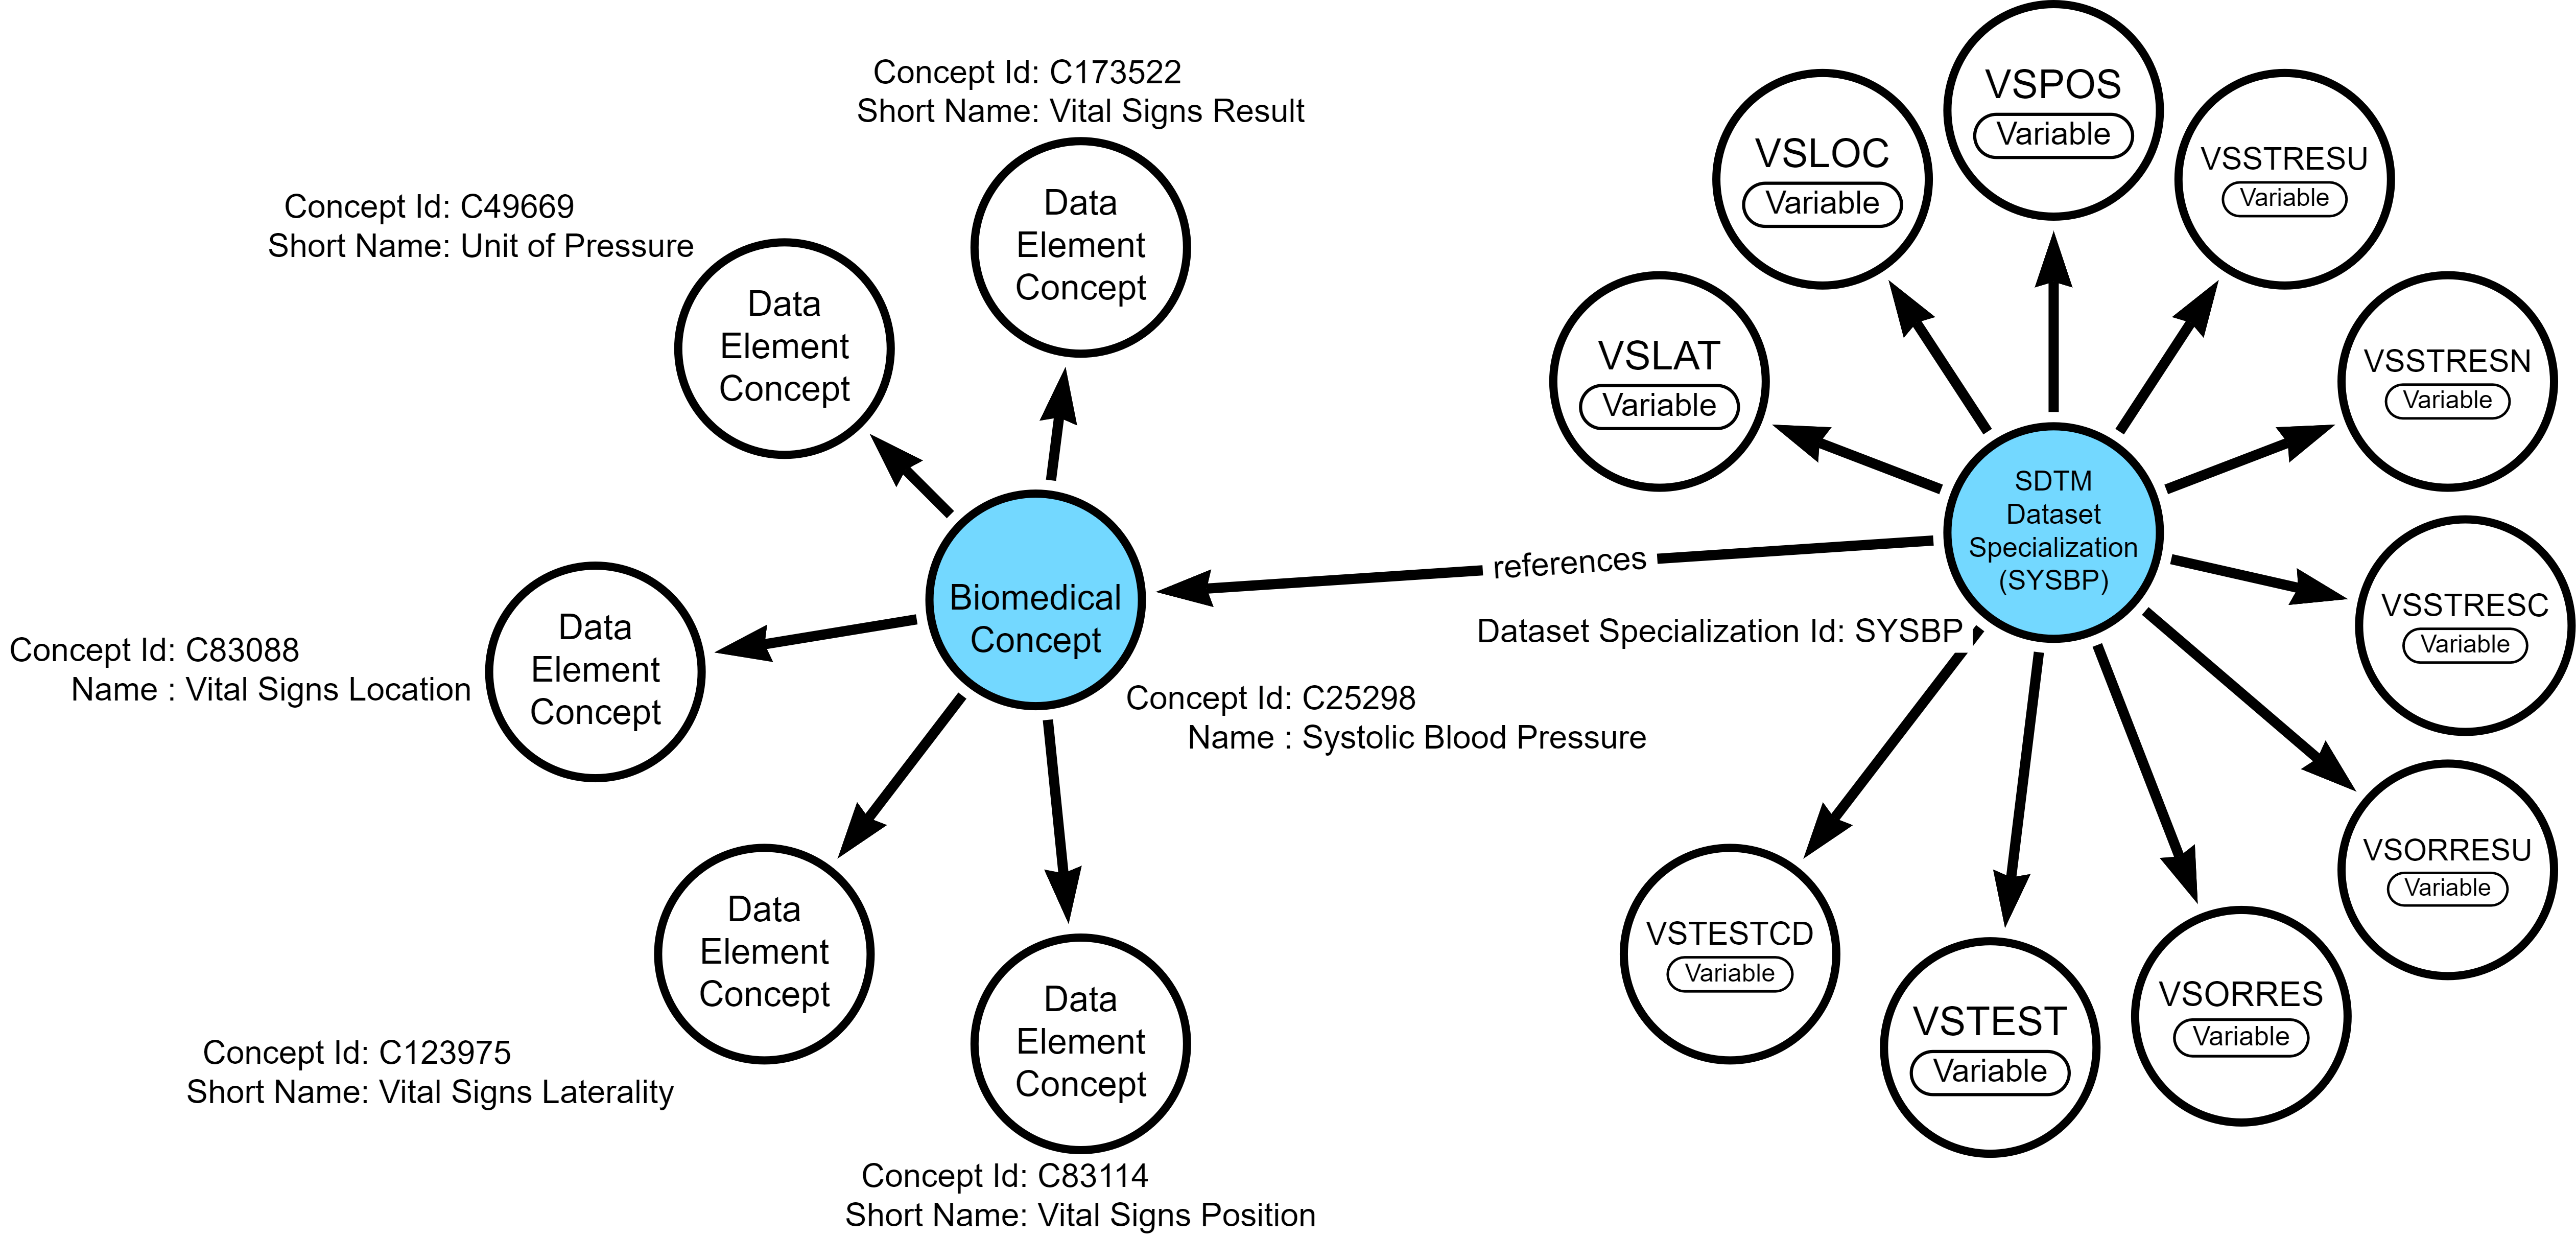 Concept Id: C173522
Short Name: Vital Signs Result
Data
Element
Concept
Concept Id: C49669
Short Name: Unit of Pressure
Data
Element
Concept
Concept Id: C83088
Name : Vital Signs Location
Data
Element
Concept
Biomedical
Concept
Concept Id: C25298
Name : Systolic Blood Pressure
Data
Element
Concept
Concept Id: C123975
Short Name: Vital Signs Laterality
Data
Element
Concept
Concept Id: C83114
Short Name: Vital Signs Position
references
Dataset Specialization Id: SYSBP
SDTM
Dataset
Specialization
(SYSBP)
VSLAT
Variable
VSLOC
Variable
VSPOS
Variable
VSSTRESU
Variable
VSSTRESN
Variable
VSSTRESC
Variable
VSORRESU
Variable
VSORRES
Variable
VSTEST
Variable
VSTESTCD
Variable